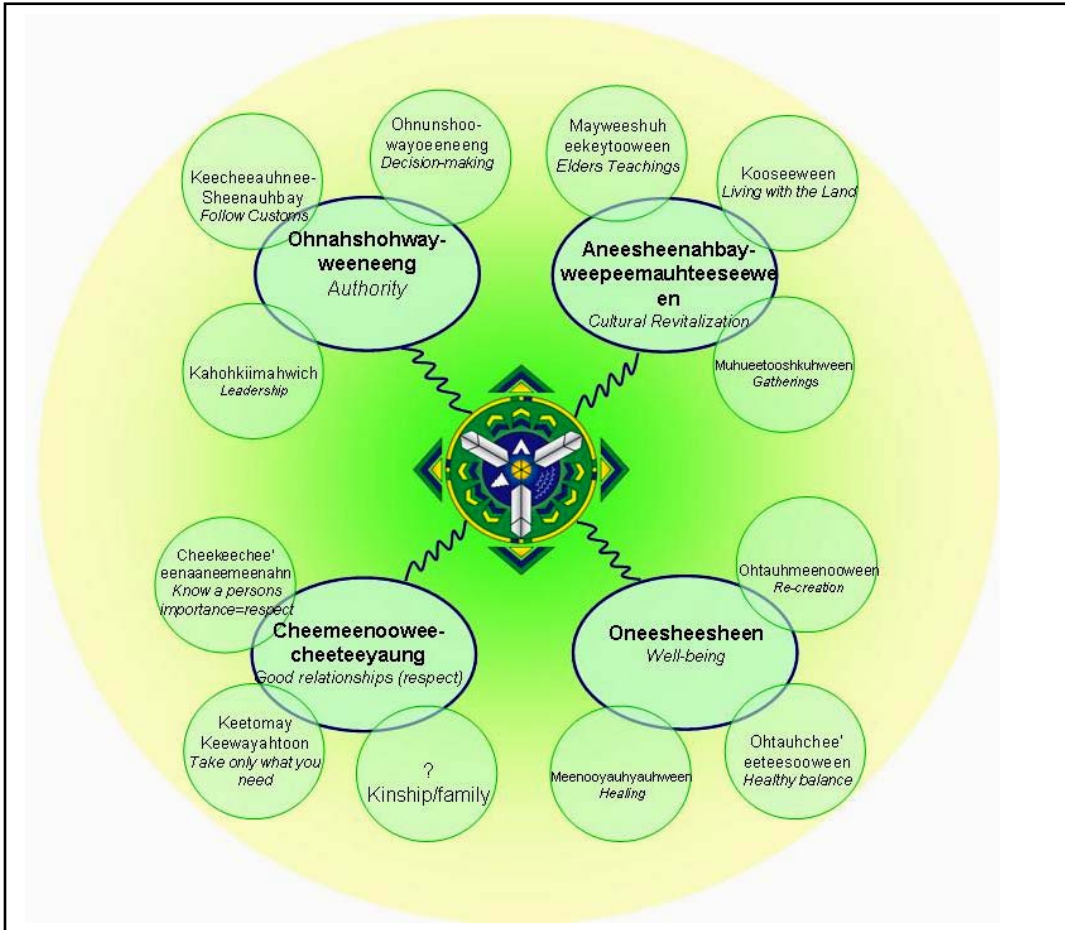 Keecheeauhnee-
Sheenauhbay
Follow Customs
Ohnunshoo-
wayoeeneeng
Decision-making
Ohnahshohway-
weeneeng
Authority
Kahohkiimahwich
Leadership
Mayweeshuh
eekeytooween
Elders Teachings
Kooseeween
Living with the Land
Aneesheenahbay-
weepeemauhteeseewe
en
Cultural Revitalization
Muhueetooshkuhween
Gatherings
Cheekeechee'
eenaaneemeenahn
Know a persons
importance=respect
Cheemeenoowee-
cheeteeyaung
Good relationships (respect)
Keetomay
Keewayahtoon
Take only what you
need
?
Kinship/family
Ohtauhmeenooween
Re-creation
Oneesheesheen
Well-being
Meenooyauhyauhween
Healing
Ohtauhchee'
eeteesooween
Healthy balance